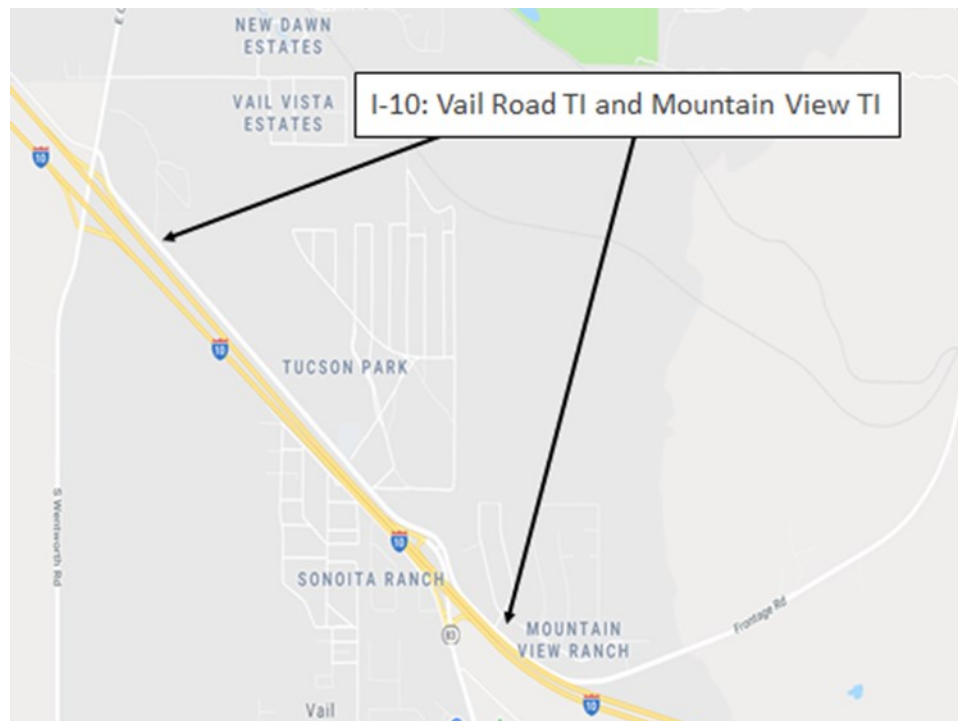 NEW DAWN
ESTATES
I-10: Vail Road TI and Mountain View TI
VAIL VISTA
ESTATES
10
10
TUCSON PARK
S Wentworth Rd
10
SONOITA RANCH
Frontage Rd
83
MOUNTAIN
VIEW RANCH
10
Vail